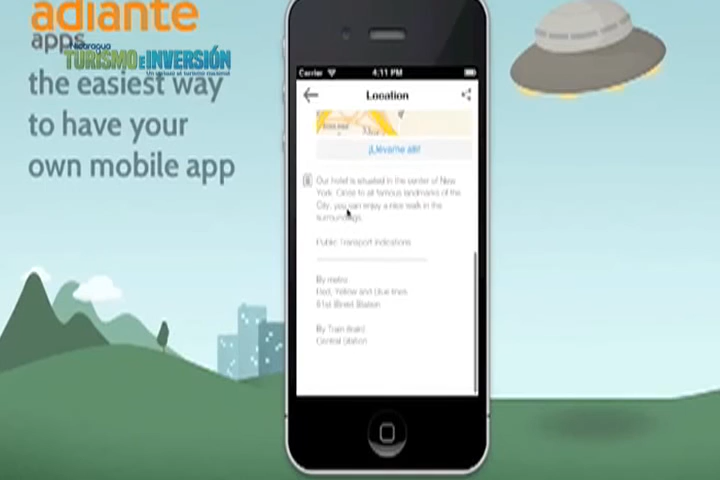 adiante
apps
Nicaragua
TURISMO E INVERSIÓN
the easiest way
to have your
own mobile app
Carrier
4:11 PM
Location
¡Llévame allí!
Our hotel is situated in the center of New
York. Close to all famous landmarks of the
City, you can enjoy a nice walk in the
surroundings.
Public Transport Indications
By metro
Red, Yellow and blue lines
51st Street Station
By Train
Central Station